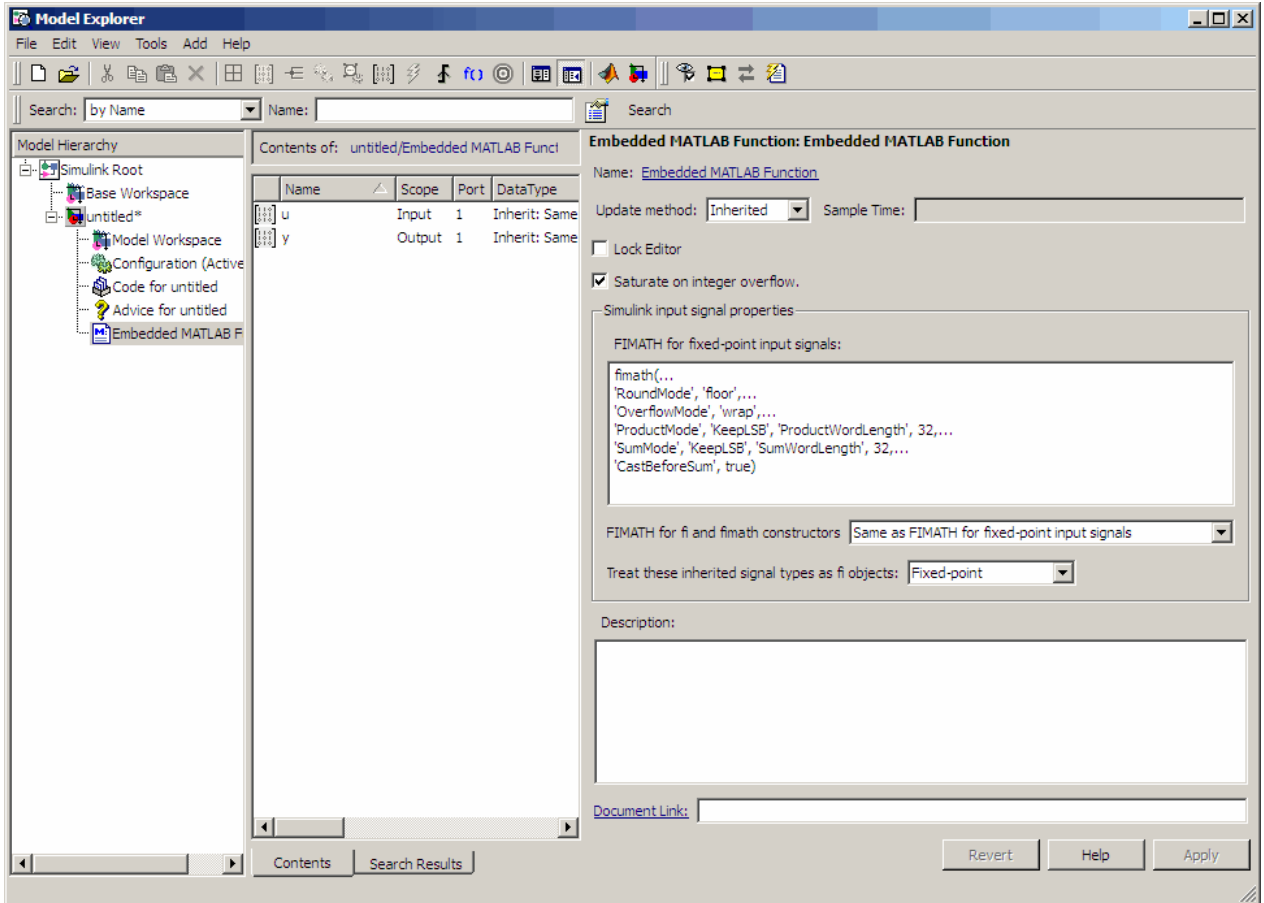 Model Explorer
File Edit View Tools Add Help
f()
Search: by Name Name: Search
Model Hierarchy
Simulink Root
Base Workspace
untitled*
Model Workspace
Configuration (Active
Code for untitled
Advice for untitled
Embedded MATLAB F
Contents of: untitled/Embedded MATLAB Funct
Name Scope Port DataType
u Input 1 Inherit: Same
y Output 1 Inherit: Same
Contents Search Results
Embedded MATLAB Function: Embedded MATLAB Function
Name: Embedded MATLAB Function
Update method: Inherited Sample Time:
Lock Editor
Saturate on integer overflow.
Simulink input signal properties
FIMATH for fixed-point input signals:
fimath(...
'RoundMode', 'floor',...
'OverflowMode', 'wrap',...
'ProductMode', 'KeepLSB', 'ProductWordLength', 32,...
'SumMode', 'KeepLSB', 'SumWordLength', 32,...
'CastBeforeSum', true)
FIMATH for fi and fimath constructors Same as FIMATH for fixed-point input signals
Treat these inherited signal types as fi objects: Fixed-point
Description:
Document Link:
Revert Help Apply